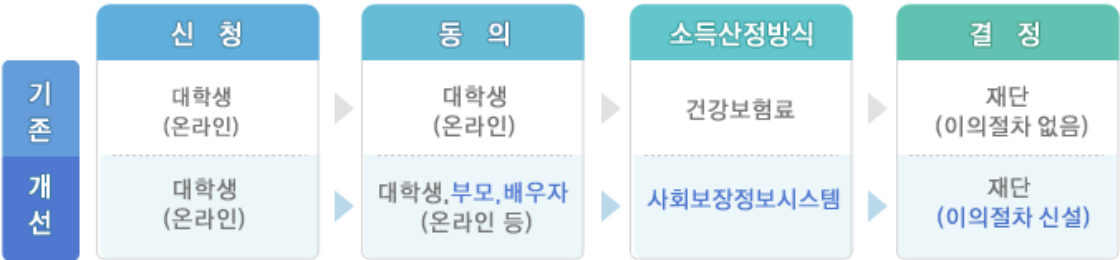 신 청
동 의
소득산정방식
결 정
기존
대학생
(온라인)
대학생
(온라인)
건강보험료
재단
(이의절차 없음)
개선
대학생
(온라인)
대학생,부모,배우자
(온라인 등)
사회보장정보시스템
재단
(이의절차 신설)